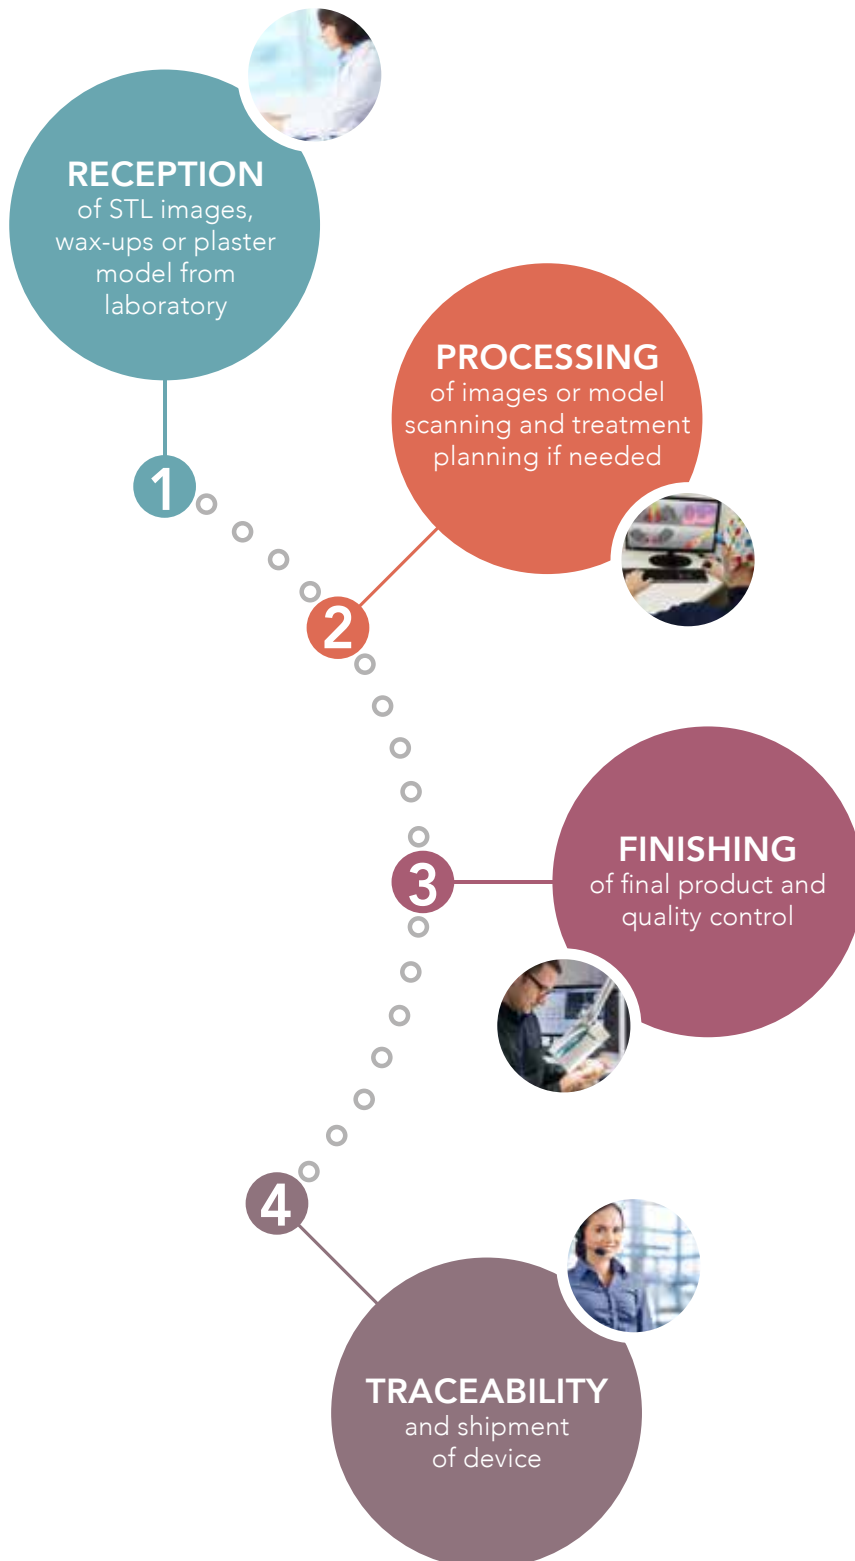 RECEPTION
of STL images,
wax-ups or plaster
model from
laboratory
1
PROCESSING
of images or model
scanning and treatment
planning if needed
2
FINISHING
of final product and
quality control
3
4
TRACEABILITY
and shipment
of device